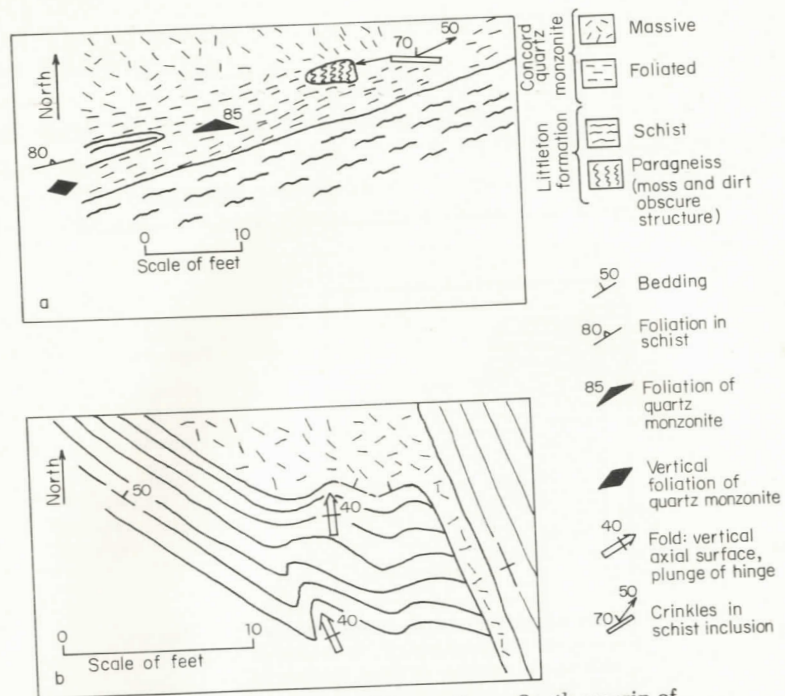 North
70
50
85
80
0 10
Scale of feet
a
North
50
40
40
0 10
Scale of feet
b
Concord
quartz
monzonite
Massive
Foliated
Littleton
formation
Schist
Paragneiss
(moss and dirt
obscure
structure)
50
Bedding
80
Foliation in
schist
85
Foliation of
quartz
monzonite
Vertical
foliation of
quartz monzonite
40
Fold: vertical
axial surface,
plunge of hinge
50
70
Crinkles in
schist inclusion